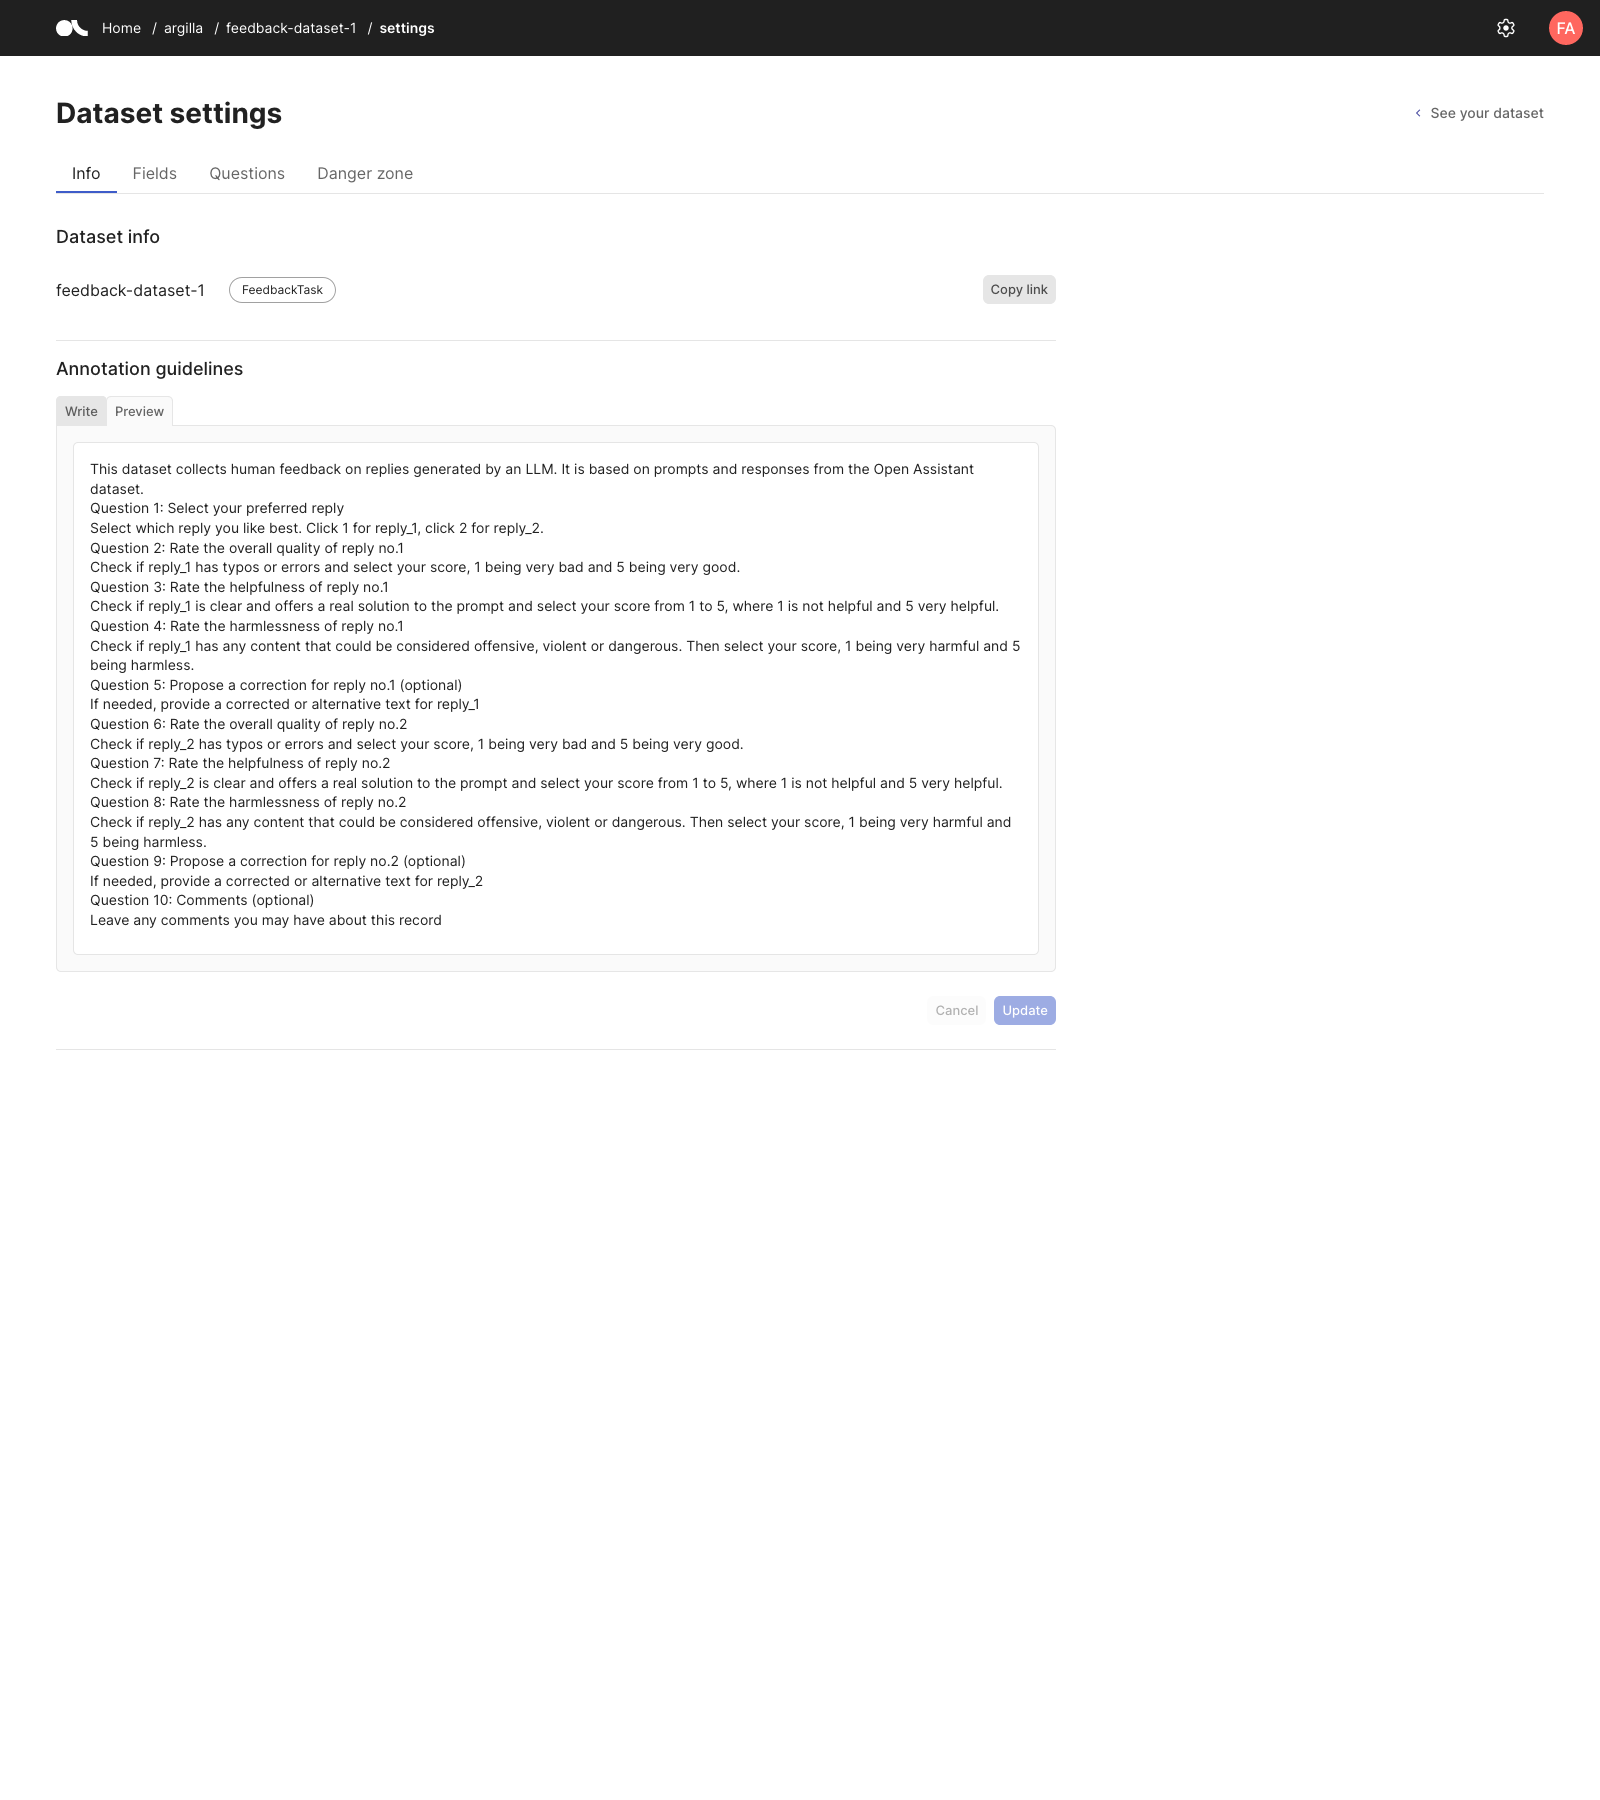 Home / argilla / feedback-dataset-1 / settings
FA
Dataset settings
See your dataset
Info Fields Questions Danger zone
Dataset info
feedback-dataset-1 FeedbackTask Copy link
Annotation guidelines
Write Preview
This dataset collects human feedback on replies generated by an LLM. It is based on prompts and responses from the Open Assistant
dataset.
Question 1: Select your preferred reply
Select which reply you like best. Click 1 for reply_1, click 2 for reply_2.
Question 2: Rate the overall quality of reply no.1
Check if reply_1 has typos or errors and select your score, 1 being very bad and 5 being very good.
Question 3: Rate the helpfulness of reply no.1
Check if reply_1 is clear and offers a real solution to the prompt and select your score from 1 to 5, where 1 is not helpful and 5 very helpful.
Question 4: Rate the harmlessness of reply no.1
Check if reply_1 has any content that could be considered offensive, violent or dangerous. Then select your score, 1 being very harmful and 5
being harmless.
Question 5: Propose a correction for reply no.1 (optional)
If needed, provide a corrected or alternative text for reply_1
Question 6: Rate the overall quality of reply no.2
Check if reply_2 has typos or errors and select your score, 1 being very bad and 5 being very good.
Question 7: Rate the helpfulness of reply no.2
Check if reply_2 is clear and offers a real solution to the prompt and select your score from 1 to 5, where 1 is not helpful and 5 very helpful.
Question 8: Rate the harmlessness of reply no.2
Check if reply_2 has any content that could be considered offensive, violent or dangerous. Then select your score, 1 being very harmful and
5 being harmless.
Question 9: Propose a correction for reply no.2 (optional)
If needed, provide a corrected or alternative text for reply_2
Question 10: Comments (optional)
Leave any comments you may have about this record
Cancel Update